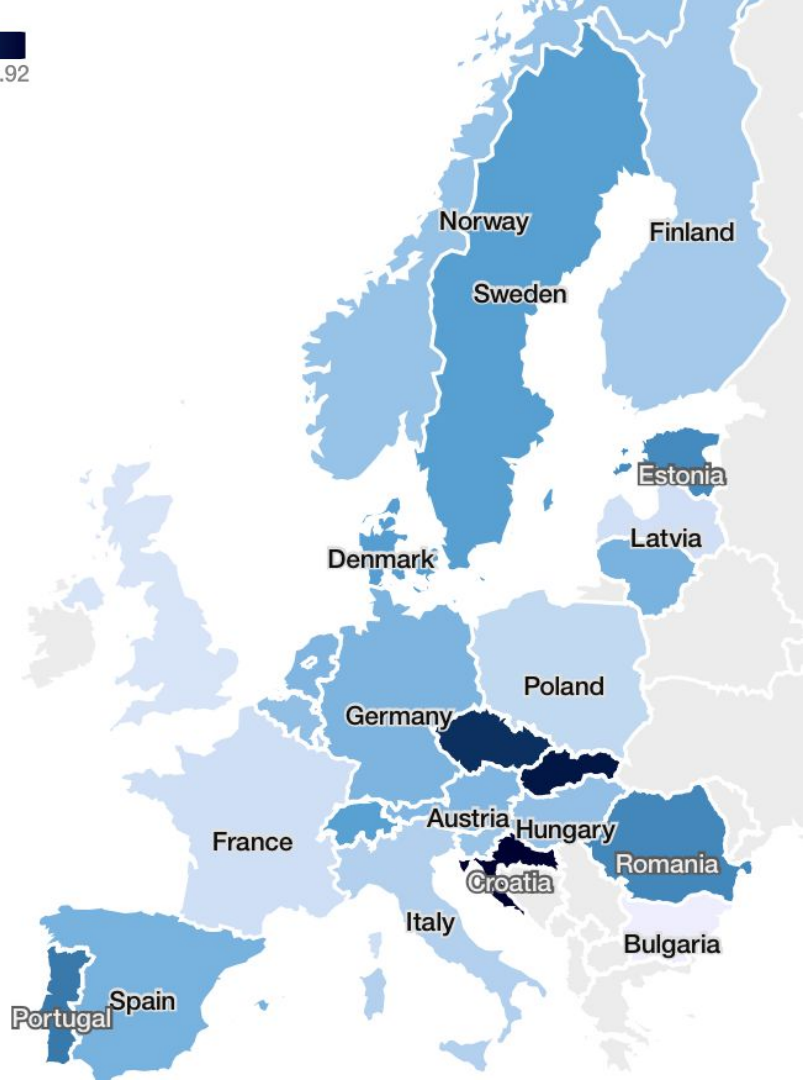 .92
Norway
Finland
Sweden
Estonia
Latvia
Denmark
Poland
Germany
Austria
Hungary
France
Romania
Croatia
Italy
Bulgaria
Spain
Portugal